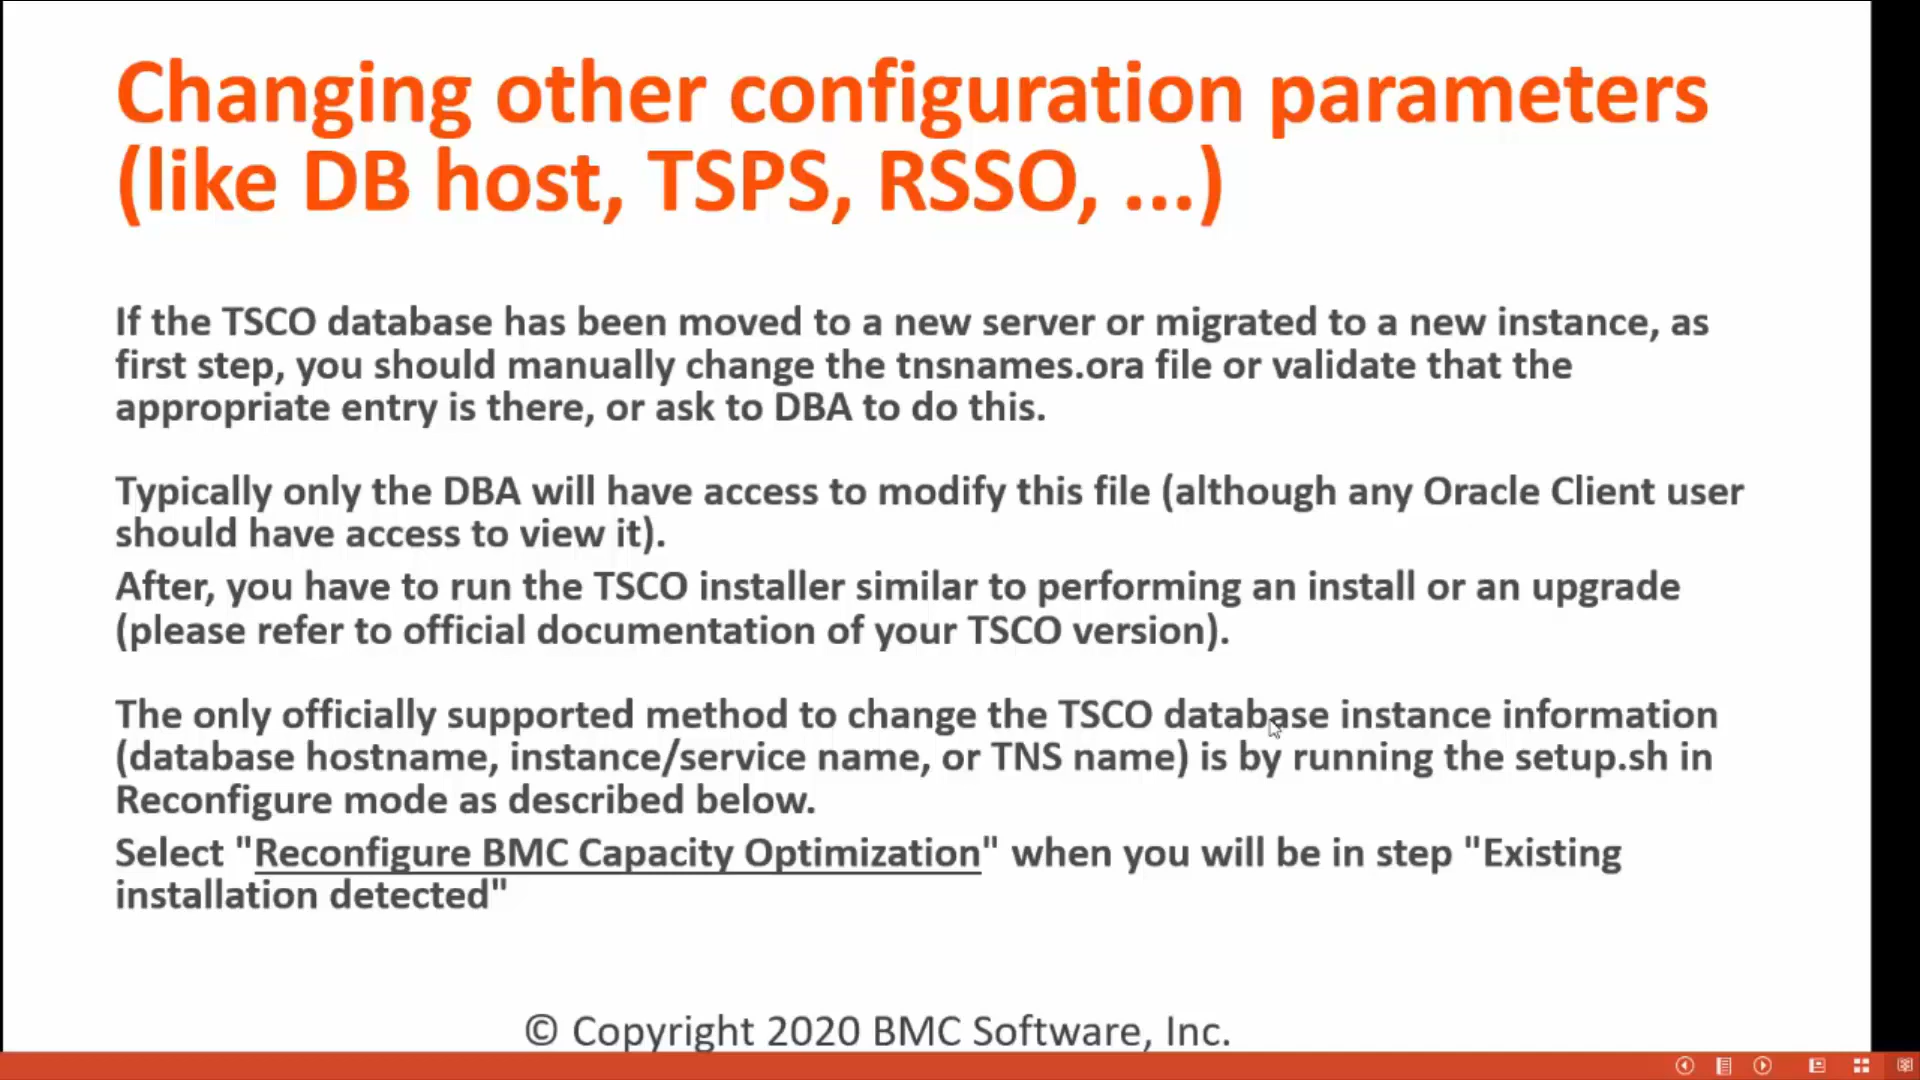 Changing other configuration parameters
(like DB host, TSPS, RSSO, ...)
If the TSCO database has been moved to a new server or migrated to a new instance, as
first step, you should manually change the tnsnames.ora file or validate that the
appropriate entry is there, or ask to DBA to do this.
Typically only the DBA will have access to modify this file (although any Oracle Client user
should have access to view it).
After, you have to run the TSCO installer similar to performing an install or an upgrade
(please refer to official documentation of your TSCO version).
The only officially supported method to change the TSCO database instance information
(database hostname, instance/service name, or TNS name) is by running the setup.sh in
Reconfigure mode as described below.
Select "Reconfigure BMC Capacity Optimization" when you will be in step "Existing
installation detected"
© Copyright 2020 BMC Software, Inc.